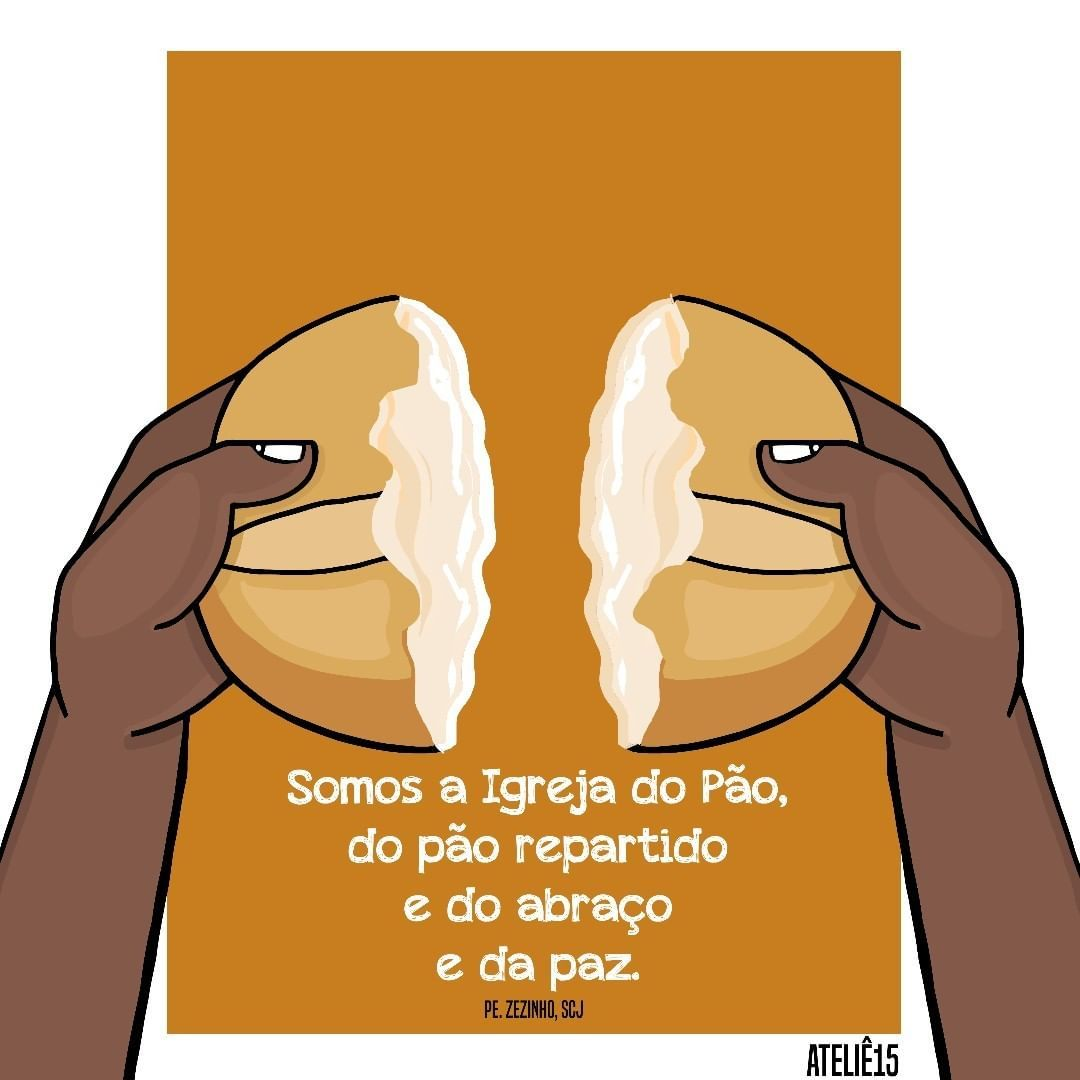 Somos a Igreja do Pão,
do pão repartido
e do abraço
e da paz.
PE. ZEZINHO, SCJ
ATELIÊ15